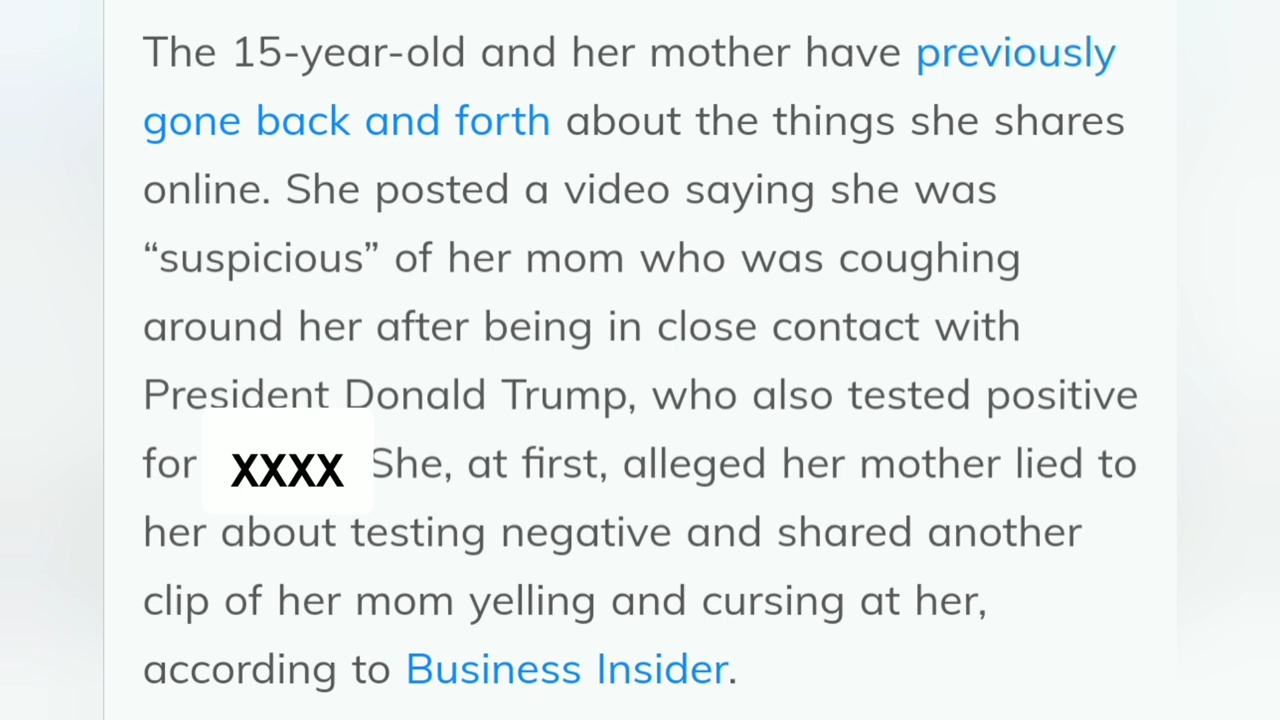 The 15-year-old and her mother have previously
gone back and forth about the things she shares
online. She posted a video saying she was
“suspicious” of her mom who was coughing
around her after being in close contact with
President Donald Trump, who also tested positive
for XXXX She, at first, alleged her mother lied to
her about testing negative and shared another
clip of her mom yelling and cursing at her,
according to Business Insider.